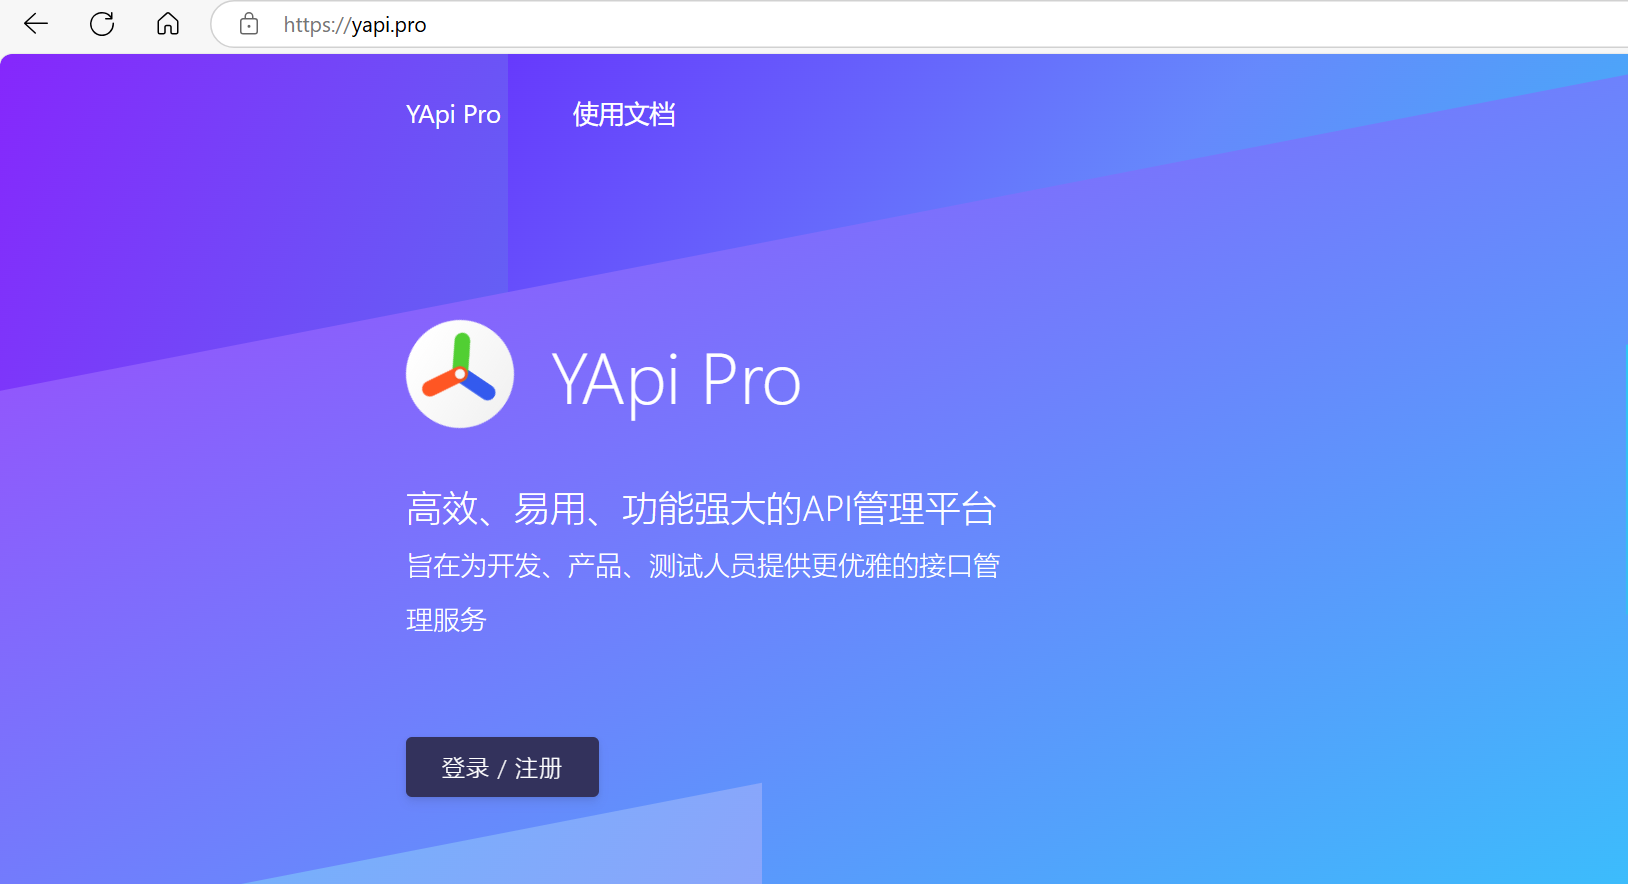 https://yapi.pro
YApi Pro 使用文档
YApi Pro
高效、易用、功能强大的API管理平台
旨在为开发、产品、测试人员提供更优雅的接口管
理服务
登录 / 注册